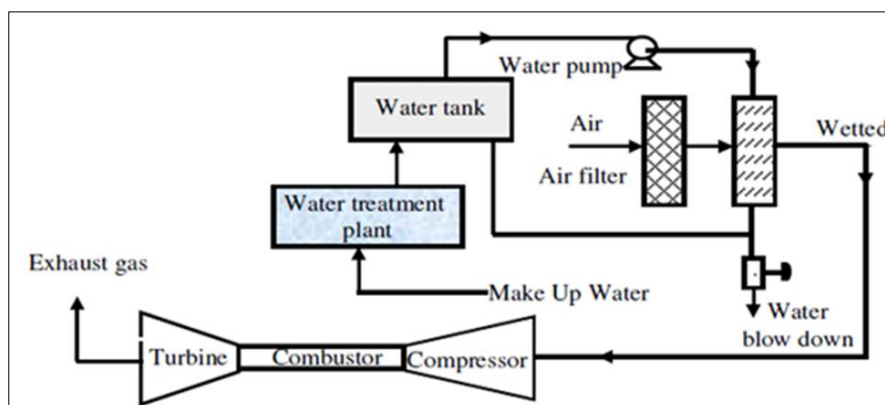 Water pump
Water tank
Air
Wetted
Air filter
Water treatment
plant
Exhaust gas
Make Up Water
Water
blow down
Turbine
Combustor
Compressor